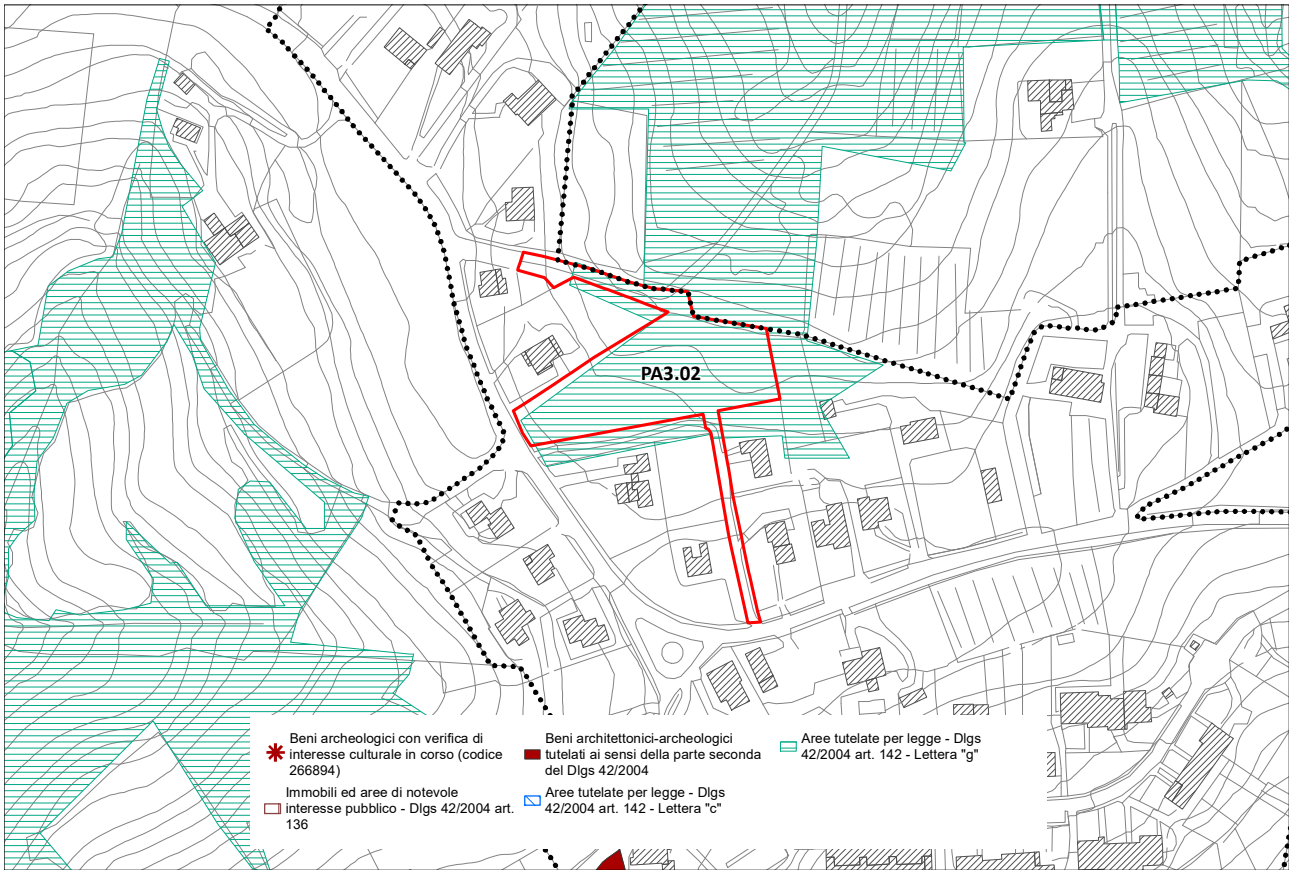 PA3.02
Beni archeologici con verifica di
interesse culturale in corso (codice
266894)
Immobili ed aree di notevole
interesse pubblico - Dlgs 42/2004 art.
136
Beni architettonici-archeologici
tutelati ai sensi della parte seconda
del Dlgs 42/2004
Aree tutelate per legge - Dlgs
42/2004 art. 142 - Lettera "c"
Aree tutelate per legge - Dlgs
42/2004 art. 142 - Lettera "g"